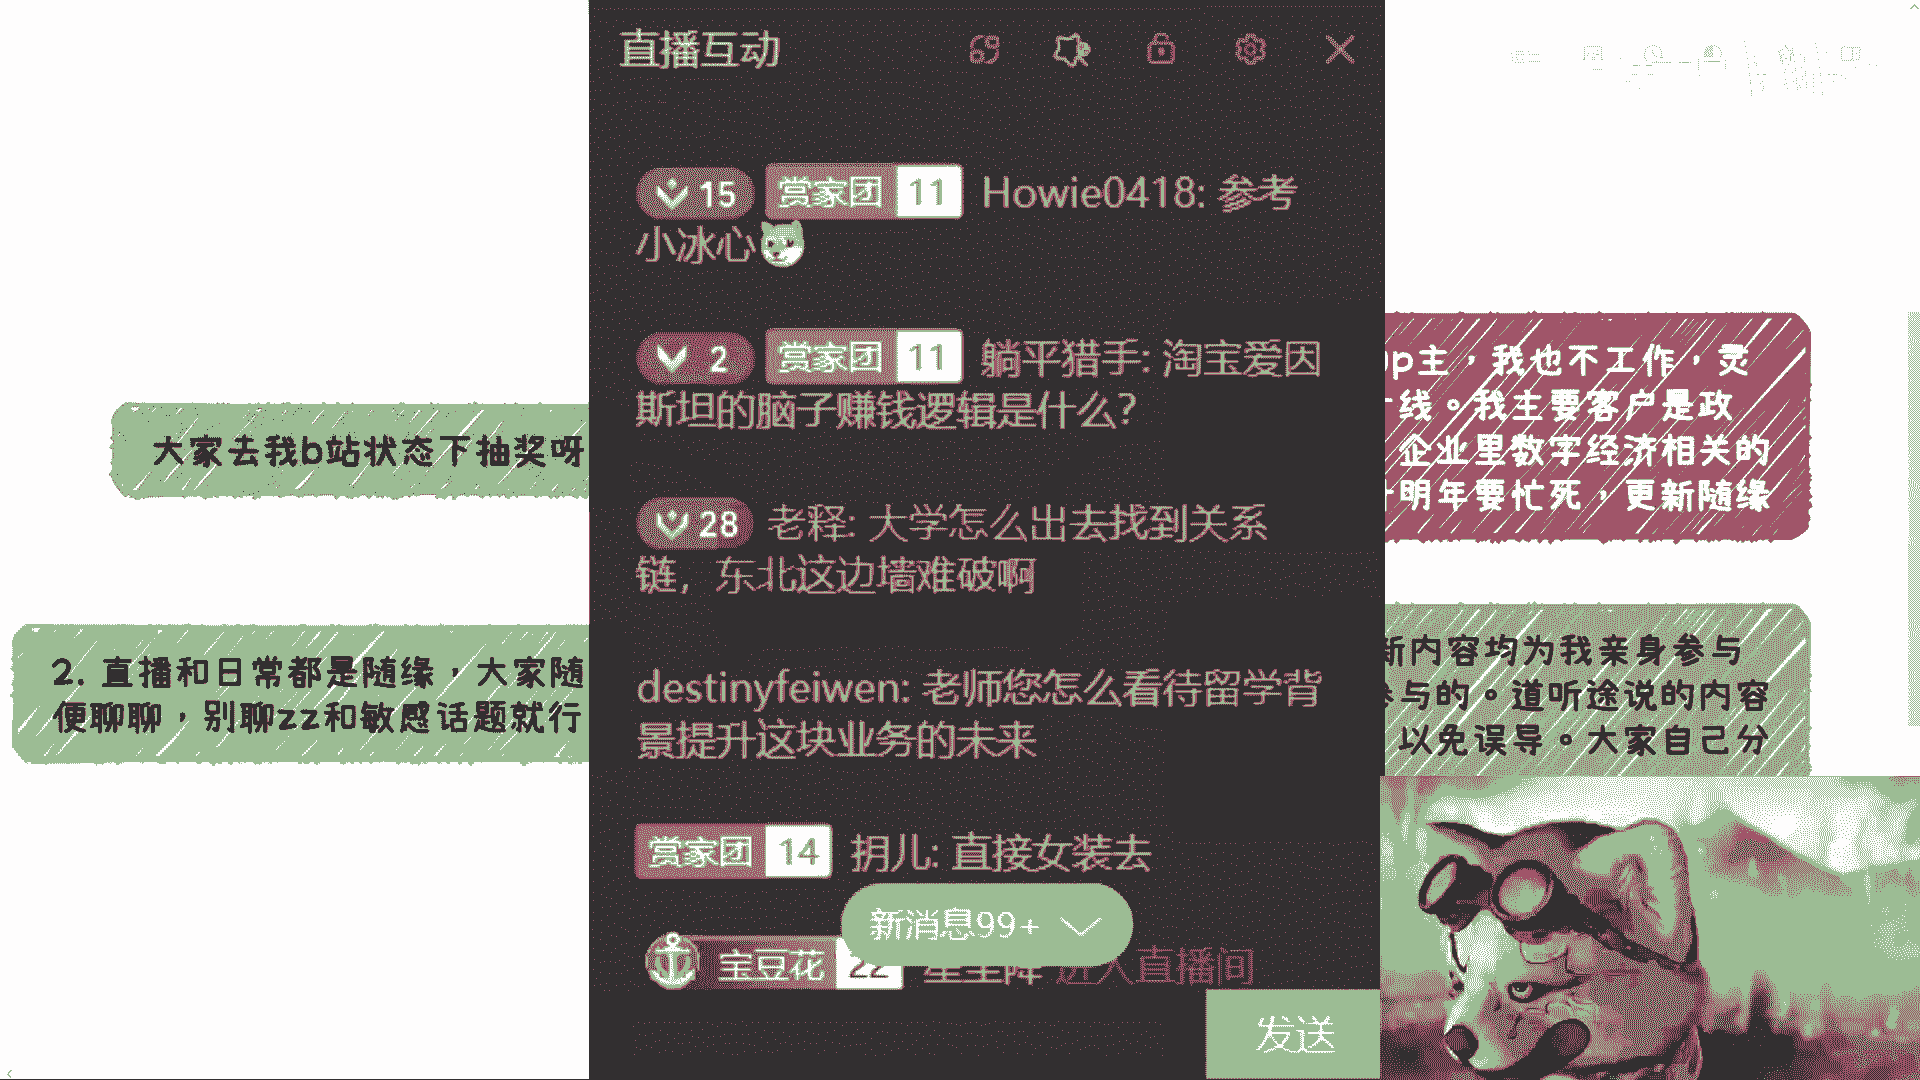 直播互动
15 赏家团 11 Howie0418: 参考
小冰心
2 赏家团 11 躺平猎手: 淘宝爱因
斯坦的脑子赚钱逻辑是什么?
28 老释: 大学怎么出去找到关系
链，东北这边墙难破啊
destinyfeiwen: 老师您怎么看待留学背
景提升这块业务的未来
赏家团 14 抈儿: 直接女装去
新消息99+
宝豆花 22 进入直播间
发送
大家去我b站状态下抽奖呀
2. 直播和日常都是随缘，大家随
便聊聊，别聊zz和敏感话题就行
up主，我也不工作，灵
线。我主要客户是政
企业里数字经济相关的
明年要忙死，更新随缘
新内容均为我亲身参与
参与的。道听途说的内容
以免误导。大家自己分